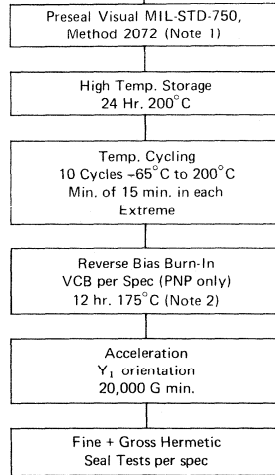 Preseal Visual MIL-STD-750,
Method 2072 (Note 1)
High Temp. Storage
24 Hr. 200°C
Temp. Cycling
10 Cycles -65°C to 200°C
Min. of 15 min. in each
Extreme
Reverse Bias Burn-In
VCB per Spec (PNP only)
12 hr. 175°C (Note 2)
Acceleration
Y₁ orientation
20,000 G min.
Fine + Gross Hermetic
Seal Tests per spec